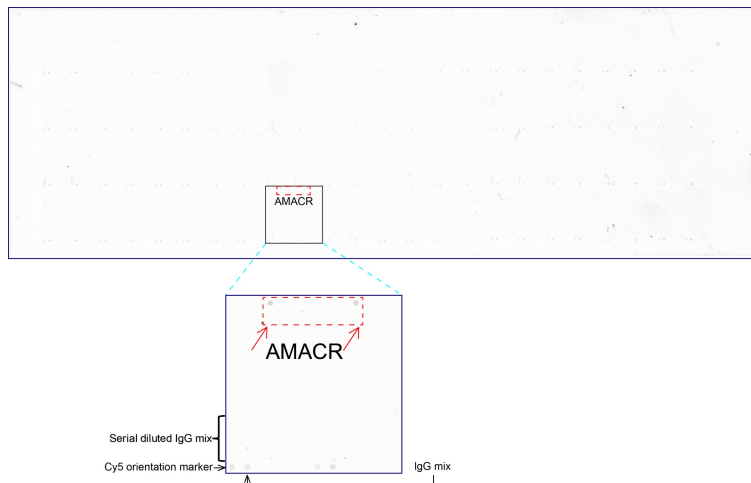 AMACR
AMACR
Serial diluted IgG mix
Cy5 orientation marker
IgG mix